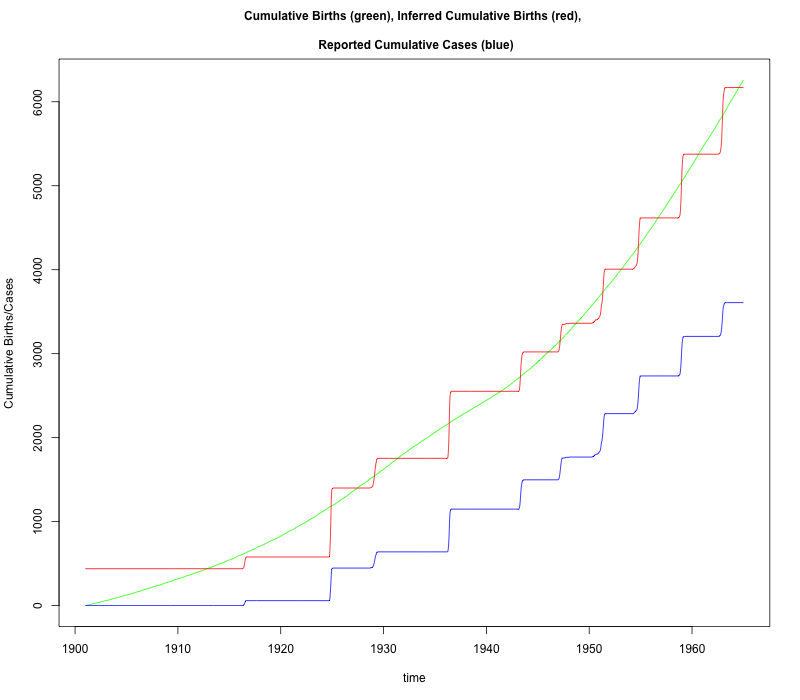 Cumulative Births (green), Inferred Cumulative Births (red),
Reported Cumulative Cases (blue)
Cumulative Births/Cases
6000
5000
4000
3000
2000
1000
0
1900 1910 1920 1930 1940 1950 1960
time